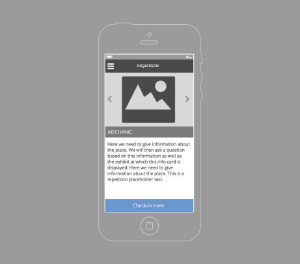 MECHANIC
Here we need to give information about
the place. We will then ask a question
based on this information as well as
the exhibit at which this info card is
displayed. Here we need to give
information about the place. This is a
repetition placeholder text.
Check-in Here